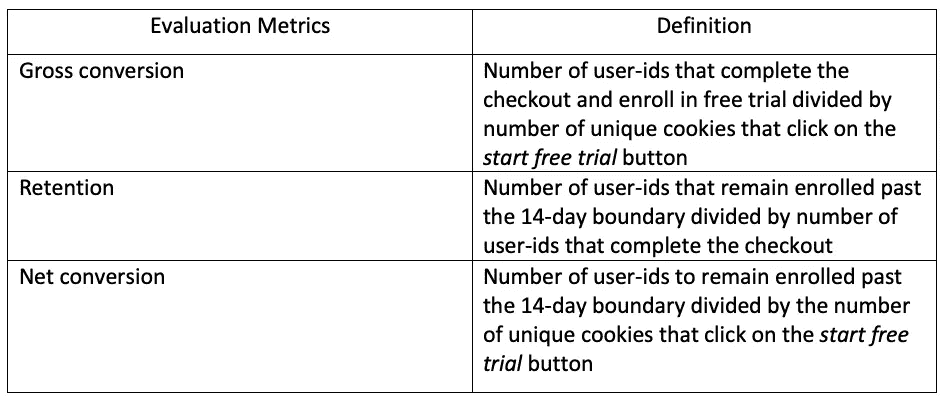 Evaluation Metrics
Definition
Gross conversion
Number of user-ids that complete the
checkout and enroll in free trial divided by
number of unique cookies that click on the
start free trial button
Retention
Number of user-ids that remain enrolled past
the 14-day boundary divided by number of
user-ids that complete the checkout
Net conversion
Number of user-ids to remain enrolled past
the 14-day boundary divided by the number
of unique cookies that click on the start free
trial button